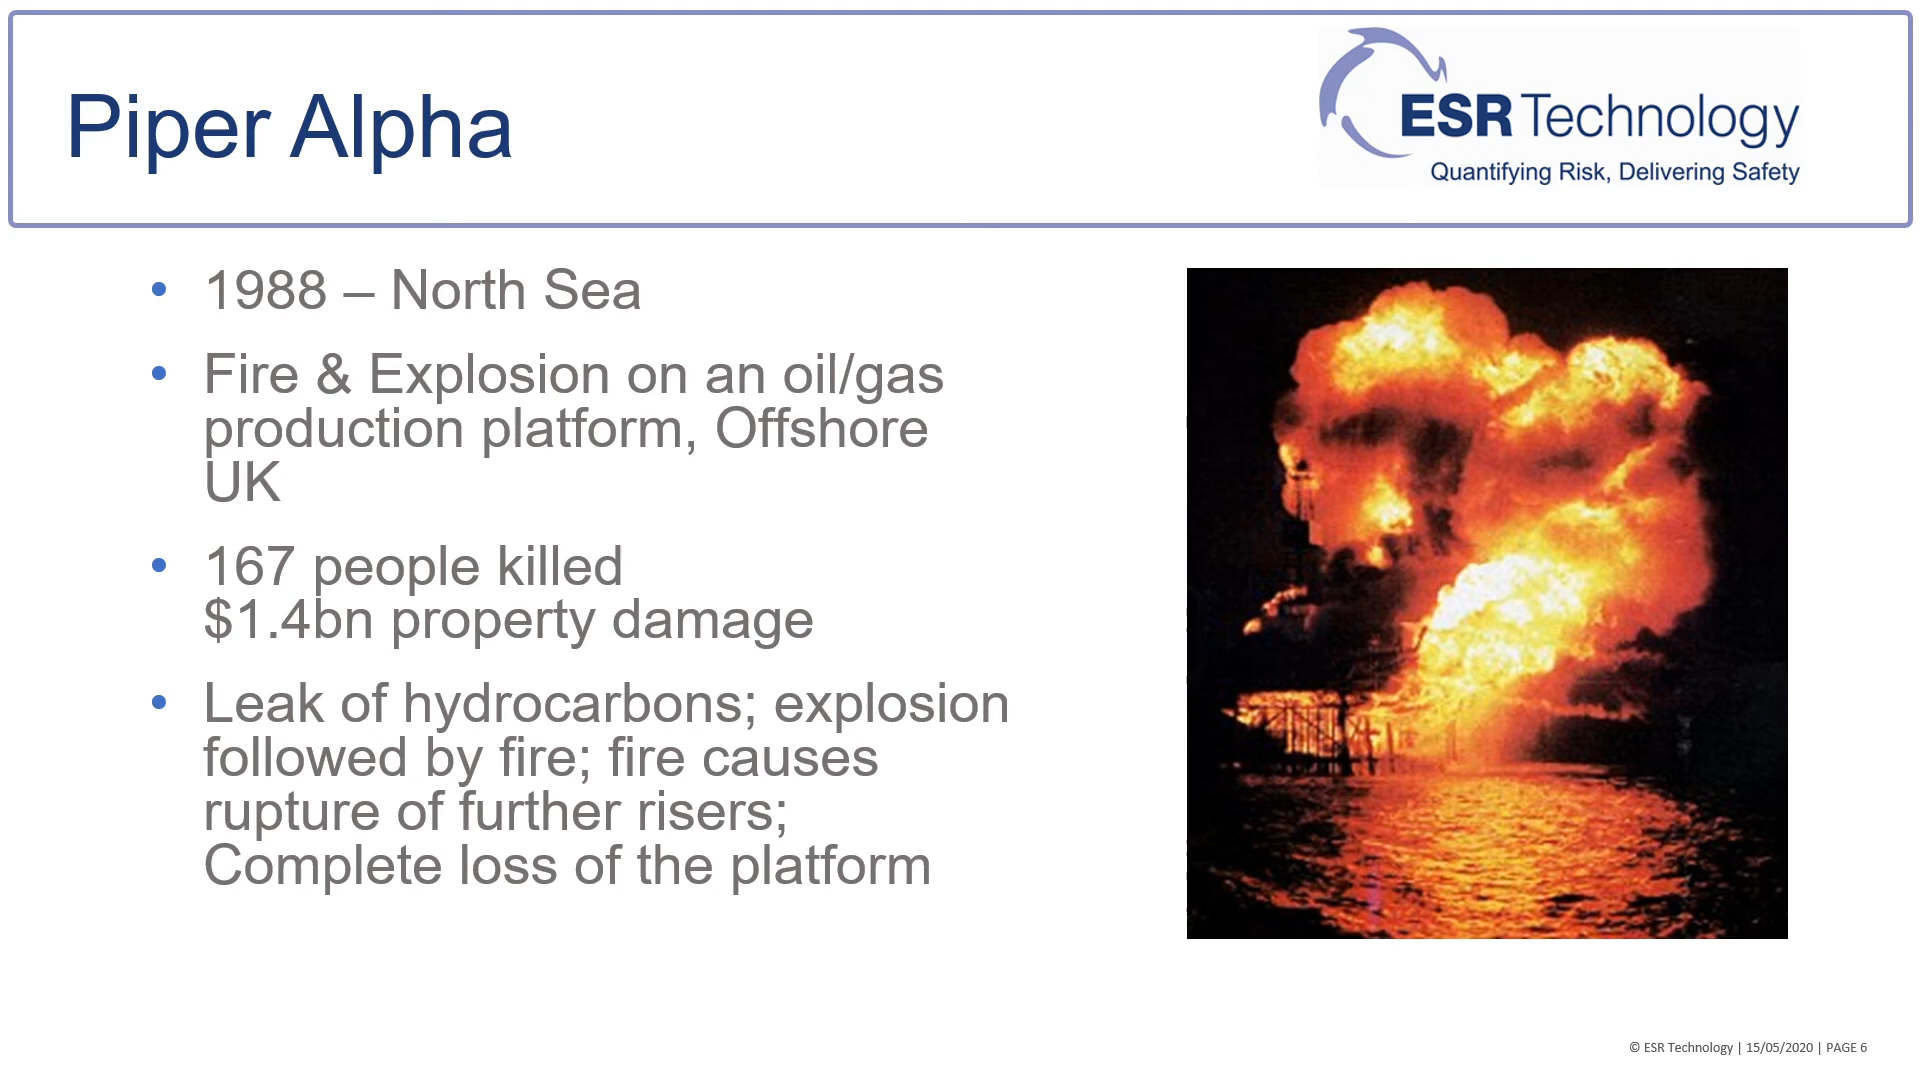 Piper Alpha
ESR Technology
Quantifying Risk, Delivering Safety
• 1988 – North Sea
• Fire & Explosion on an oil/gas
production platform, Offshore
UK
• 167 people killed
$1.4bn property damage
• Leak of hydrocarbons; explosion
followed by fire; fire causes
rupture of further risers;
Complete loss of the platform
© ESR Technology | 15/05/2020 | PAGE 6